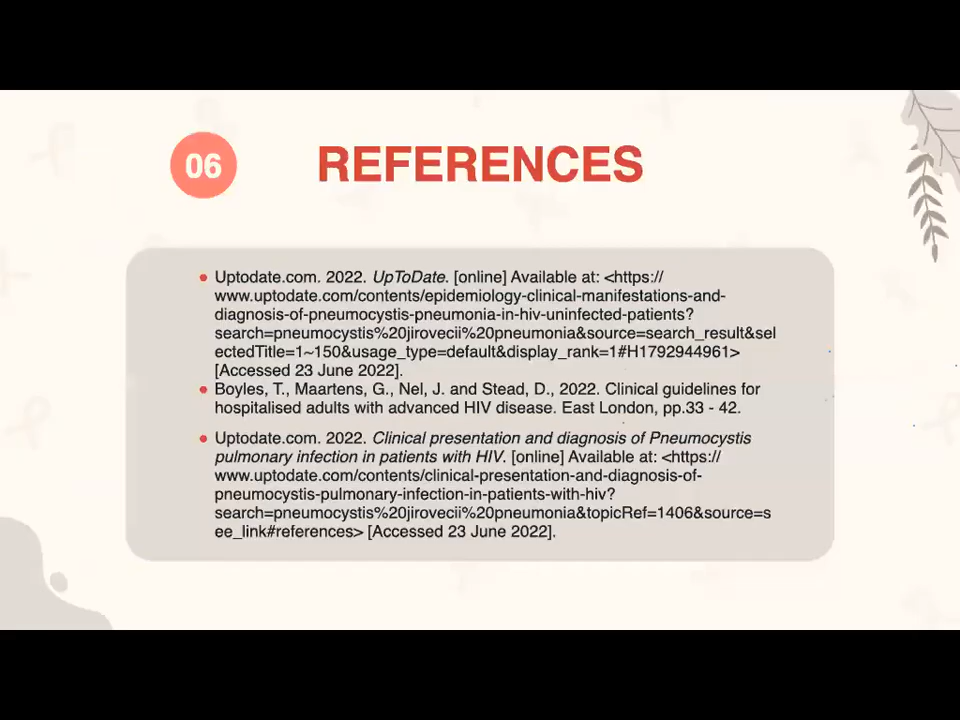 06
REFERENCES
● Uptodate.com. 2022. UpToDate. [online] Available at: <https://
www.uptodate.com/contents/epidemiology-clinical-manifestations-and-
diagnosis-of-pneumocystis-pneumonia-in-hiv-uninfected-patients?
search=pneumocystis%20jirovecii%20pneumonia&source=search_result&sel
ectedTitle=1~150&usage_type=default&display_rank=1#H1792944961>
[Accessed 23 June 2022].
● Boyles, T., Maartens, G., Nel, J. and Stead, D., 2022. Clinical guidelines for
hospitalised adults with advanced HIV disease. East London, pp.33 - 42.
● Uptodate.com. 2022. Clinical presentation and diagnosis of Pneumocystis
pulmonary infection in patients with HIV. [online] Available at: <https://
www.uptodate.com/contents/clinical-presentation-and-diagnosis-of-
pneumocystis-pulmonary-infection-in-patients-with-hiv?
search=pneumocystis%20jirovecii%20pneumonia&topicRef=1406&source=s
ee_link#references> [Accessed 23 June 2022].